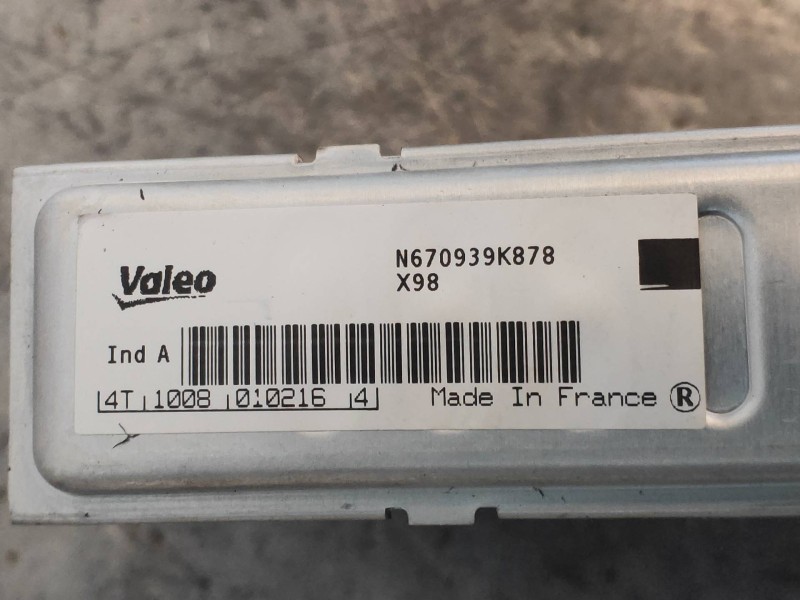 Valeo
N670939K878
X98
Ind A
4T 1008 010216 4 Made In France ®